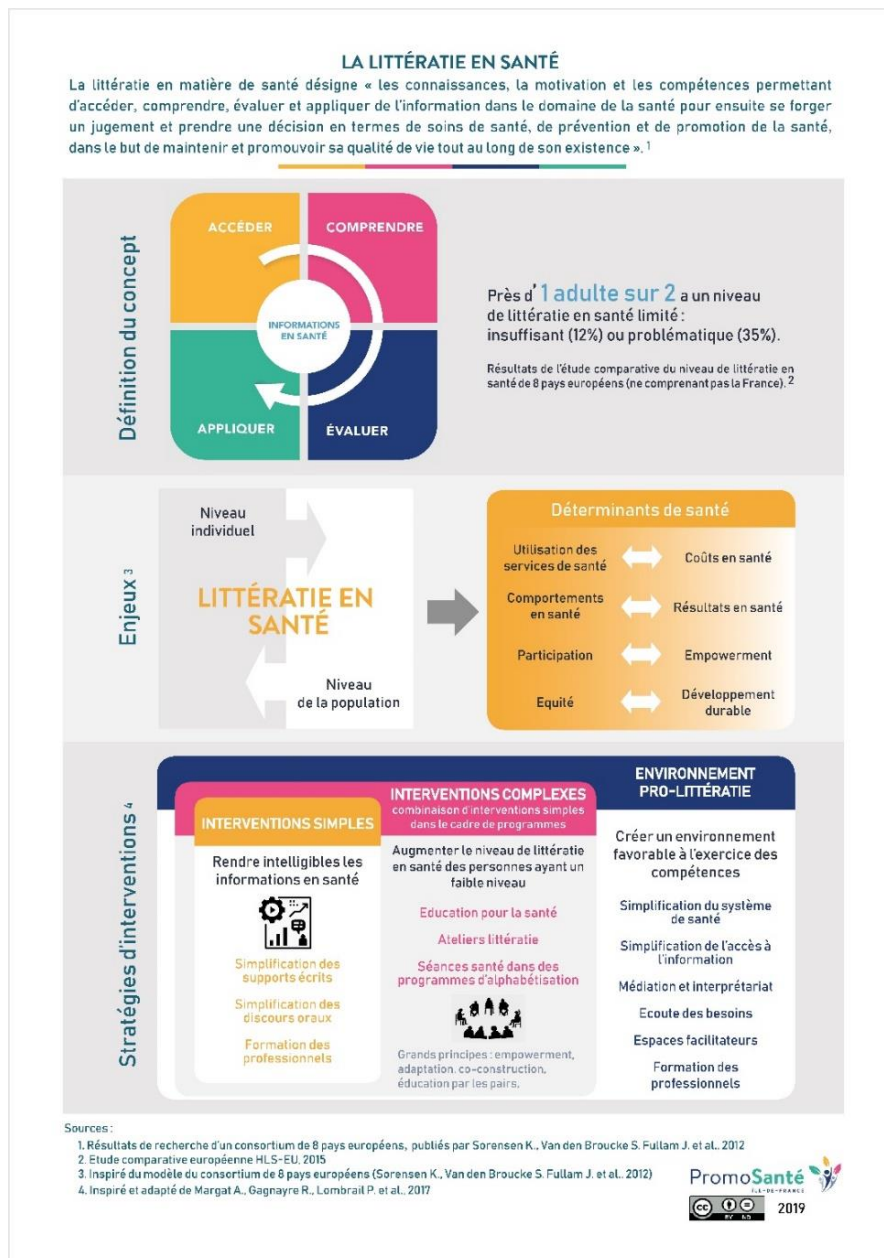 LA LITTÉRATIE EN SANTÉ
La littératie en matière de santé désigne « les connaissances, la motivation et les compétences permettant
d'accéder, comprendre, évaluer et appliquer de l'information dans le domaine de la santé pour ensuite se forger
un jugement et prendre une décision en termes de soins de santé, de prévention et de promotion de la santé,
dans le but de maintenir et promouvoir sa qualité de vie tout au long de son existence ». 1
Définition du concept
ACCÉDER
COMPRENDRE
INFORMATIONS
EN SANTÉ
APPLIQUER
ÉVALUER
Près d' 1 adulte sur 2 a un niveau
de littératie en santé limité :
insuffisant (12%) ou problématique (35%).
Résultats de l'étude comparative du niveau de littératie en
santé de 8 pays européens (ne comprenant pas la France). 2
Enjeux 3
Niveau
individuel
LITTÉRATIE EN
SANTÉ
Niveau
de la population
Déterminants de santé
Utilisation des
services de santé
Coûts en santé
Comportements
en santé
Résultats en santé
Participation
Empowerment
Equité
Développement
durable
Stratégies d'interventions 4
INTERVENTIONS SIMPLES
Rendre intelligibles les
informations en santé
Simplification des
supports écrits
Simplification des
discours oraux
Formation des
professionnels
INTERVENTIONS COMPLEXES
combinaison d'interventions simples
dans le cadre de programmes
Augmenter le niveau de littératie
en santé des personnes ayant un
faible niveau
Education pour la santé
Ateliers littératie
Séances santé dans des
programmes d'alphabétisation
Grands principes : empowerment,
adaptation, co-construction,
éducation par les pairs.
ENVIRONNEMENT
PRO-LITTÉRATIE
Créer un environnement
favorable à l'exercice des
compétences
Simplification du système
de santé
Simplification de l'accès à
l'information
Médiation et interprétariat
Ecoute des besoins
Espaces facilitateurs
Formation des
professionnels
Sources :
1. Résultats de recherche d'un consortium de 8 pays européens, publiés par Sorensen K., Van den Broucke S. Fullam J. et al.. 2012
2. Etude comparative européenne HLS-EU, 2015
3. Inspiré du modèle du consortium de 8 pays européens (Sorensen K., Van den Broucke S. Fullam J. et al.. 2012)
4. Inspiré et adapté de Margat A., Gagnayre R., Lombrail P. et al.. 2017
PromoSanté
ILE-DE-FRANCE
cc
BY ND
2019